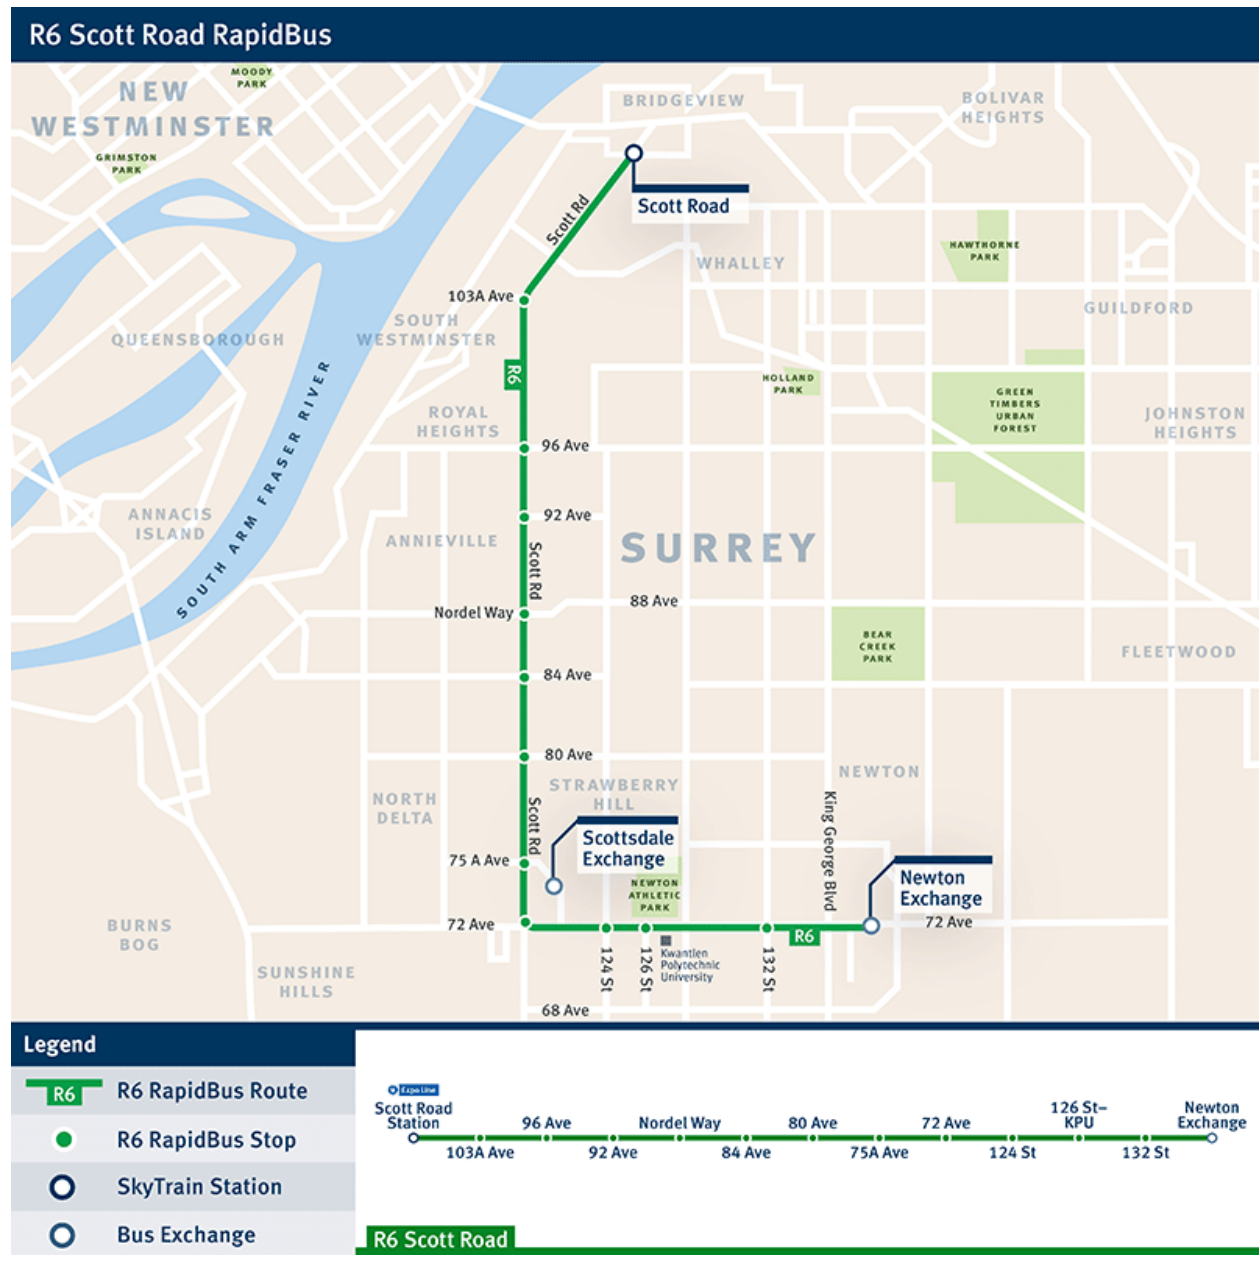 R6 Scott Road RapidBus
MOODY
PARK
NEW
WESTMINSTER
BRIDGEVIEW
BOLIVAR
HEIGHTS
GRIMSTON
PARK
Scott Road
Scott Rd
HAWTHORNE
PARK
WHALLEY
103A Ave
GUILDFORD
SOUTH
WESTMINSTER
QUEENSBOROUGH
R6
HOLLAND
PARK
GREEN
TIMBERS
URBAN
FOREST
ROYAL
HEIGHTS
JOHNSTON
HEIGHTS
SOUTH ARM FRASER RIVER
96 Ave
ANNACIS
ISLAND
92 Ave
ANNIEVILLE
SURREY
Scott Rd
88 Ave
Nordel Way
BEAR
CREEK
PARK
FLEETWOOD
84 Ave
80 Ave
NEWTON
STRAWBERRY
HILL
NORTH
DELTA
Scott Rd
King George Blvd
Scottsdale
Exchange
75 A Ave
Newton
Exchange
NEWTON
ATHLETIC
PARK
72 Ave
72 Ave
BURNS
BOG
R6
124 St
126 St
Kwantlen
Polytechnic
University
132 St
SUNSHINE
HILLS
68 Ave
Legend
R6 R6 RapidBus Route
R6 RapidBus Stop
SkyTrain Station
Bus Exchange
Expo Line
Scott Road
Station
103A Ave
96 Ave
92 Ave
Nordel Way
84 Ave
80 Ave
75A Ave
72 Ave
124 St
126 St–
KPU
132 St
Newton
Exchange
R6 Scott Road